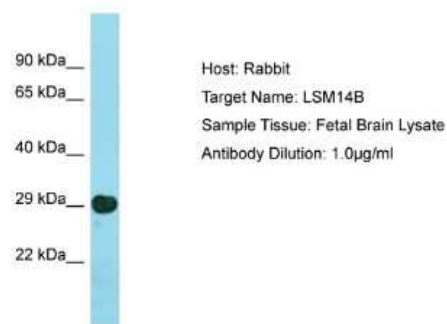 90 kDa
65 kDa
40 kDa
29 kDa
22 kDa
Host: Rabbit
Target Name: LSM14B
Sample Tissue: Fetal Brain Lysate
Antibody Dilution: 1.0µg/ml